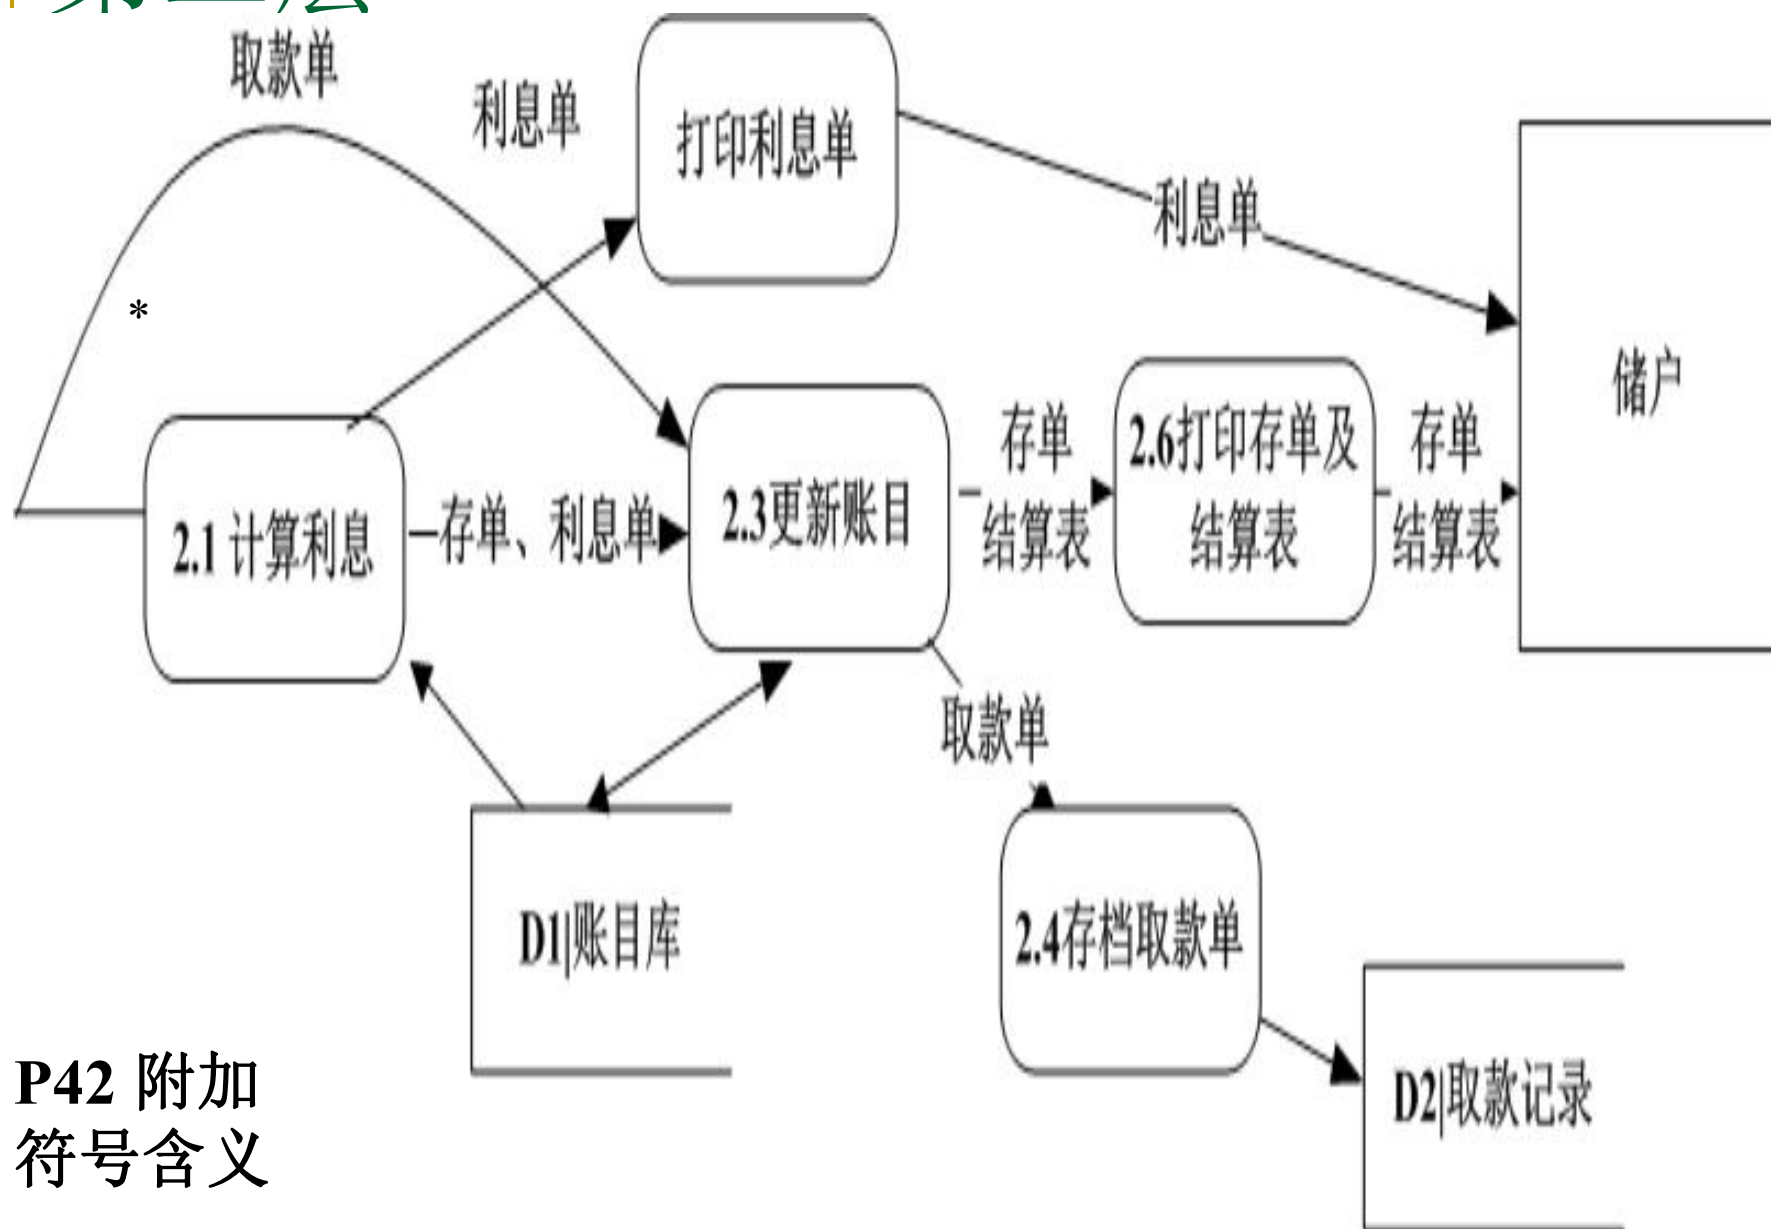 取款单
利息单
打印利息单
利息单
*
储户
存单
结算表
2.6打印存单及
结算表
存单
结算表
2.1 计算利息
存单、利息单
2.3更新账目
取款单
D1|账目库
2.4存档取款单
D2|取款记录
P42 附加
符号含义